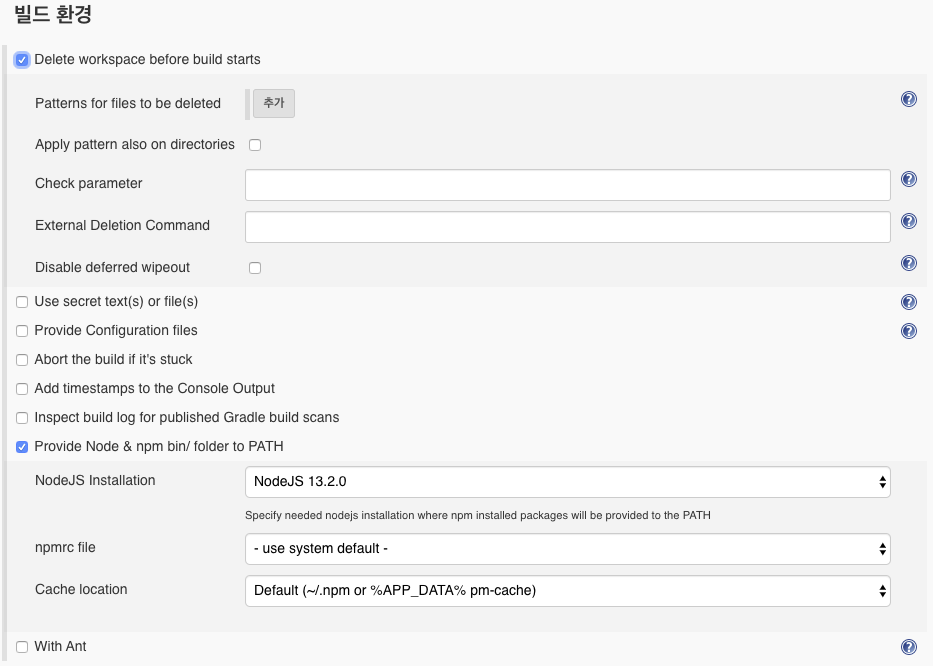 빌드 환경
Delete workspace before build starts
Patterns for files to be deleted
추가
Apply pattern also on directories
Check parameter
External Deletion Command
Disable deferred wipeout
Use secret text(s) or file(s)
Provide Configuration files
Abort the build if it's stuck
Add timestamps to the Console Output
Inspect build log for published Gradle build scans
Provide Node & npm bin/ folder to PATH
NodeJS Installation
NodeJS 13.2.0
Specify needed nodejs installation where npm installed packages will be provided to the PATH
npmrc file
- use system default -
Cache location
Default (~/.npm or %APP_DATA% pm-cache)
With Ant